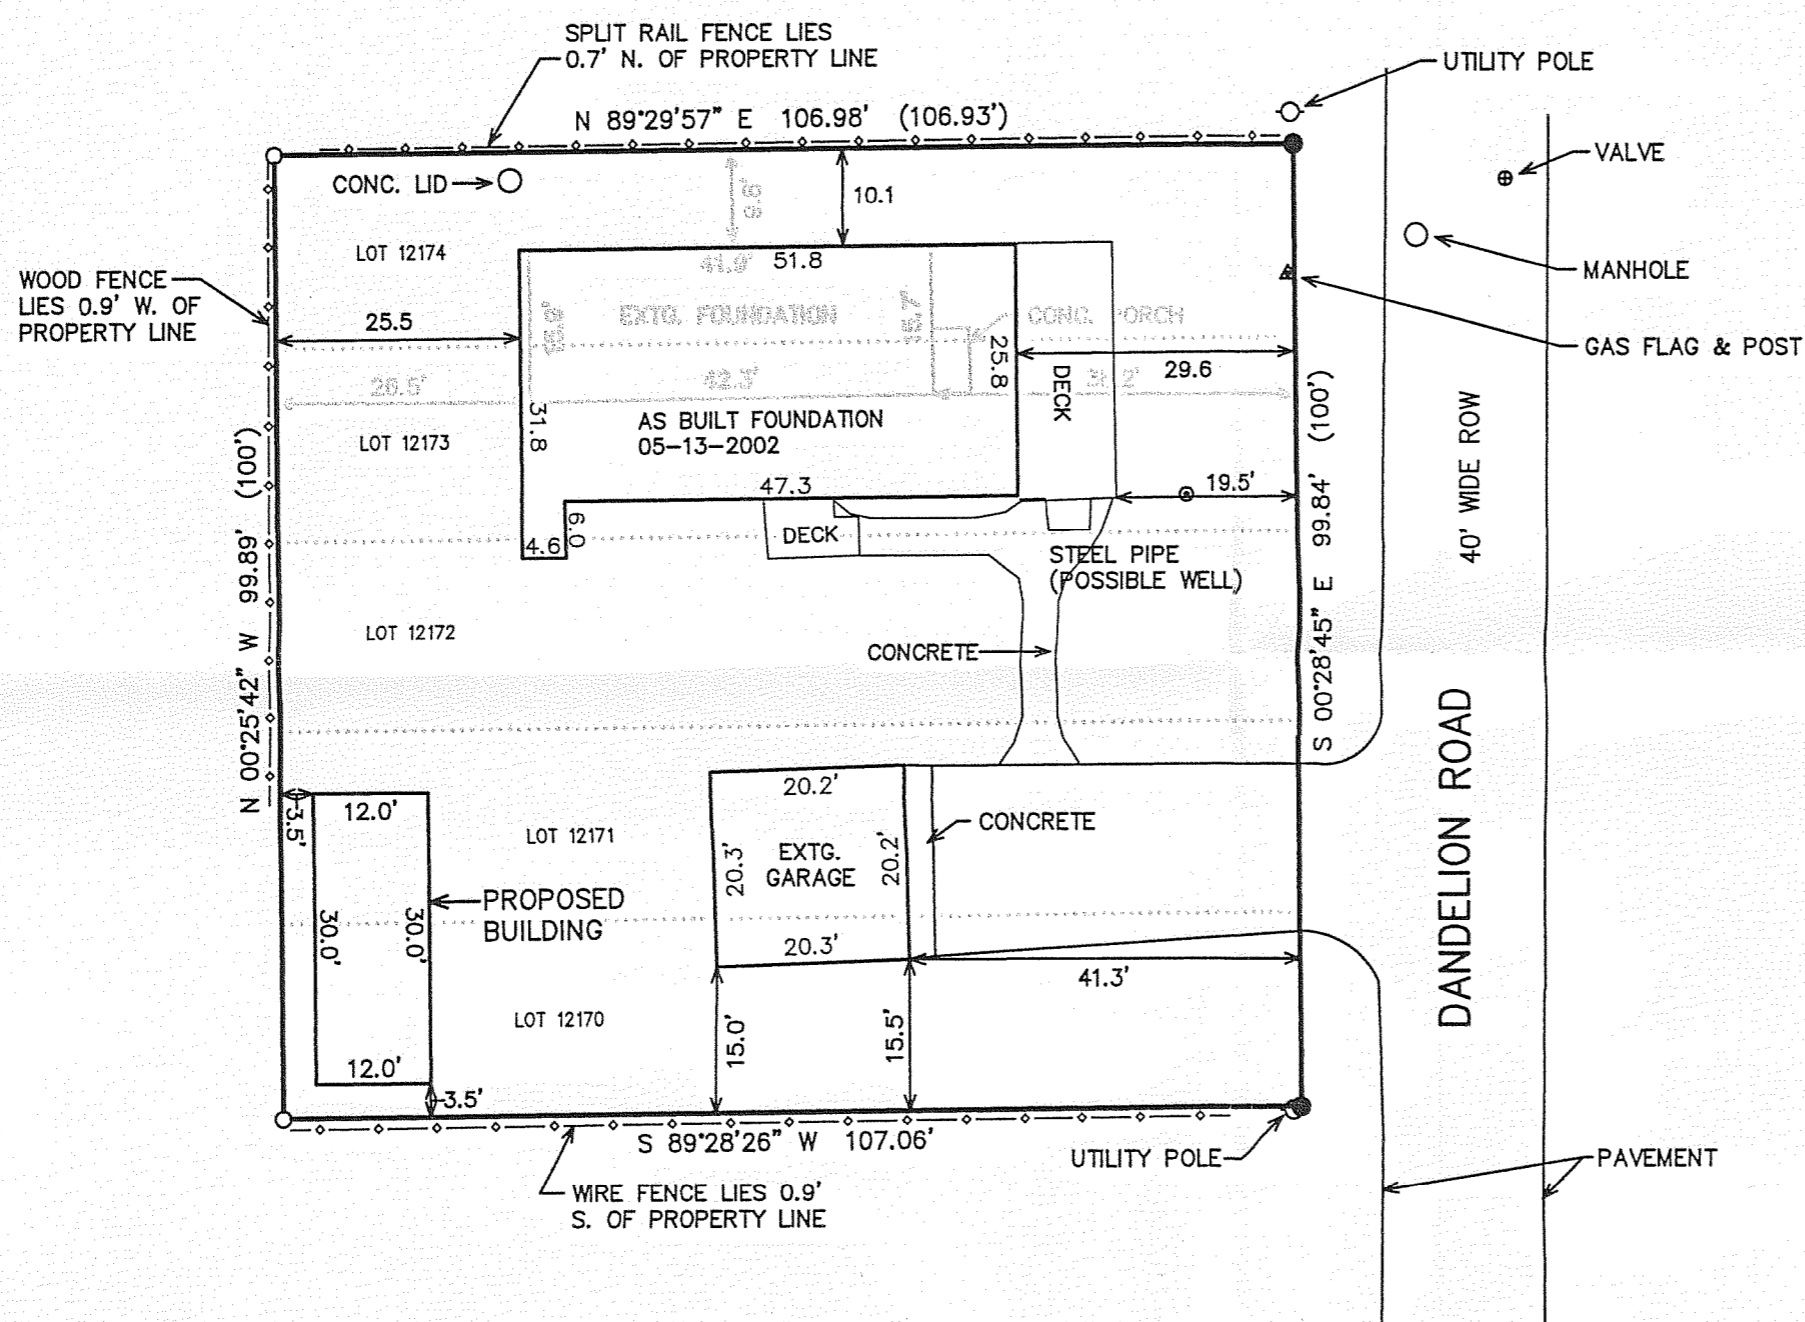 SPLIT RAIL FENCE LIES
0.7' N. OF PROPERTY LINE
UTILITY POLE
N 89°29'57" E 106.98' (106.93')
VALVE
CONC. LID
10.1
LOT 12174
51.8
MANHOLE
WOOD FENCE
LIES 0.9' W. OF
PROPERTY LINE
EXTG. FOUNDATION
CONC. PORCH
25.5
25.8
DECK
29.6
GAS FLAG & POST
42.3'
31.8
AS BUILT FOUNDATION
05-13-2002
LOT 12173
N 00°25'42" W 99.89' (100')
S 00°28'45" E 99.84' (100')
40' WIDE ROW
47.3
19.5'
6.0
4.6
DECK
STEEL PIPE
(POSSIBLE WELL)
LOT 12172
CONCRETE
DANDELION ROAD
3.5'
12.0'
20.2'
LOT 12171
CONCRETE
EXTG.
GARAGE
20.3'
20.2'
PROPOSED
BUILDING
30.0'
30.0'
20.3'
41.3'
LOT 12170
15.0'
15.5'
12.0'
3.5'
S 89°28'26" W 107.06'
UTILITY POLE
PAVEMENT
WIRE FENCE LIES 0.9'
S. OF PROPERTY LINE